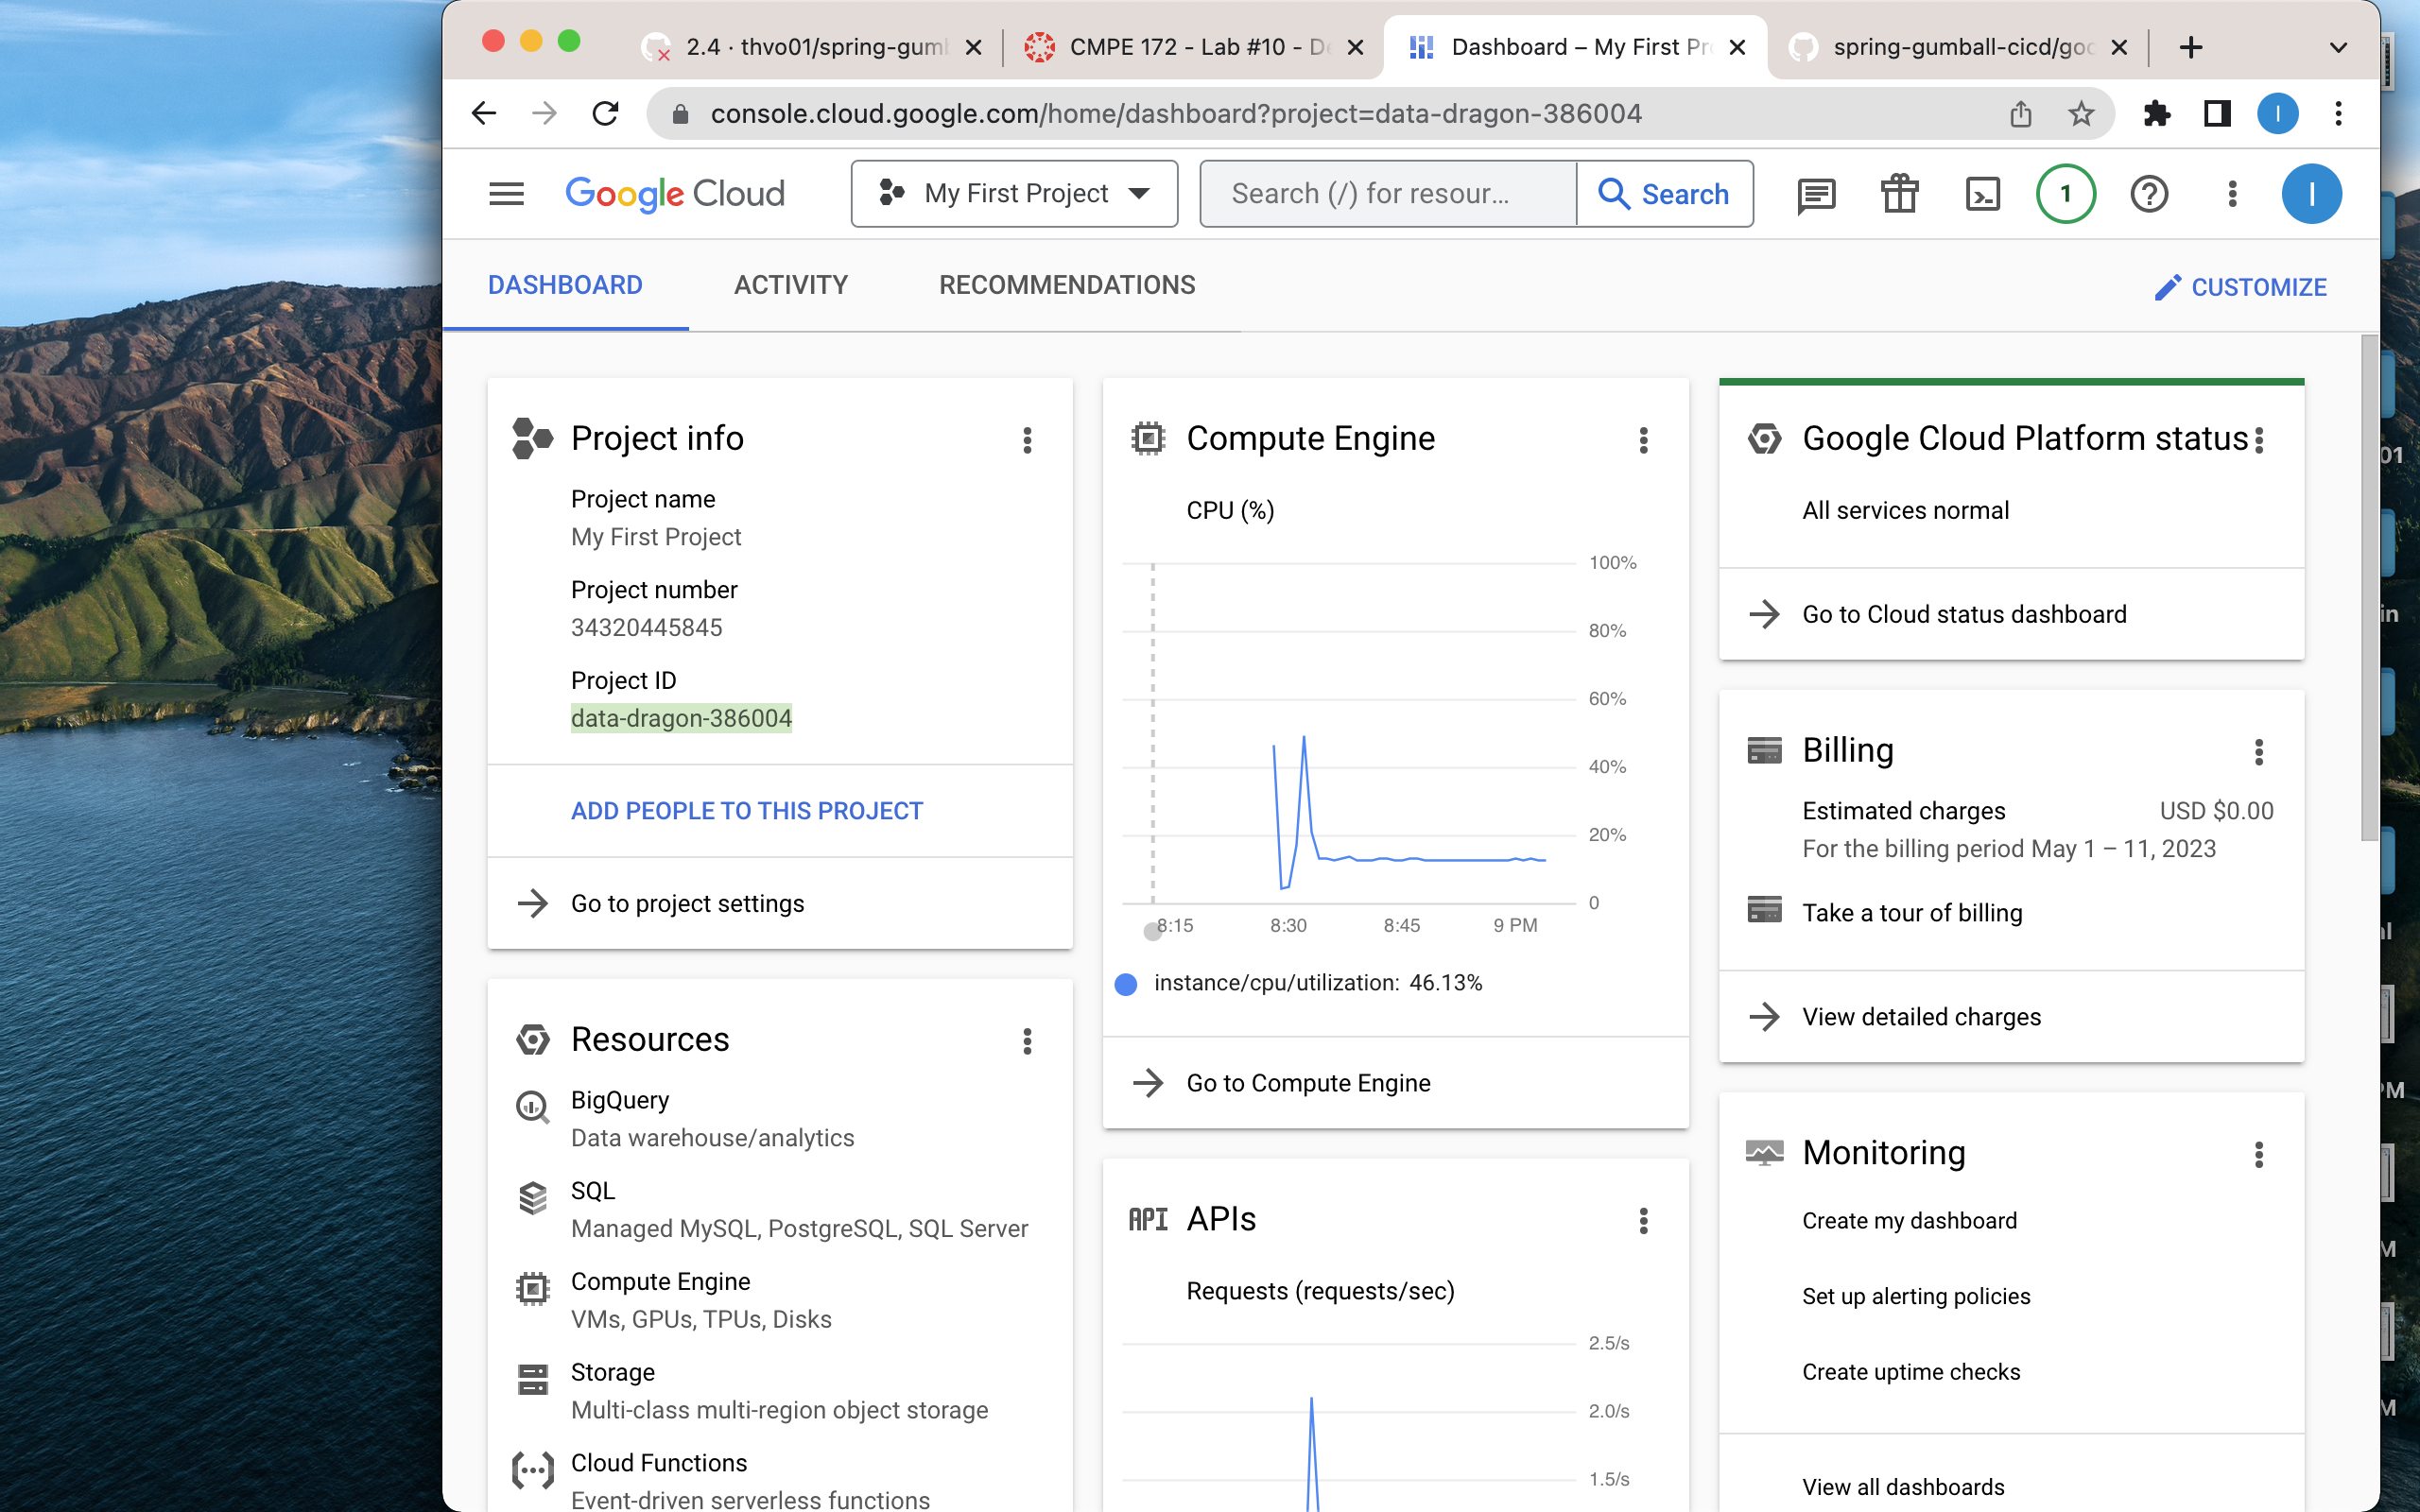 2.4 · thvo01/spring-gumb
CMPE 172 - Lab #10 - De
Dashboard – My First Pr
spring-gumball-cicd/goo
console.cloud.google.com/home/dashboard?project=data-dragon-386004
I
Google Cloud
My First Project
Search (/) for resour...
Search
1
I
DASHBOARD
ACTIVITY
RECOMMENDATIONS
CUSTOMIZE
Project info
Project name
My First Project
Project number
34320445845
Project ID
data-dragon-386004
ADD PEOPLE TO THIS PROJECT
Go to project settings
Resources
BigQuery
Data warehouse/analytics
SQL
Managed MySQL, PostgreSQL, SQL Server
Compute Engine
VMs, GPUs, TPUs, Disks
Storage
Multi-class multi-region object storage
Cloud Functions
Event-driven serverless functions
Compute Engine
CPU (%)
100%
80%
60%
40%
20%
0
8:15
8:30
8:45
9 PM
instance/cpu/utilization: 46.13%
Go to Compute Engine
API APIs
Requests (requests/sec)
2.5/s
2.0/s
1.5/s
Google Cloud Platform status
All services normal
Go to Cloud status dashboard
Billing
Estimated charges USD $0.00
For the billing period May 1 – 11, 2023
Take a tour of billing
View detailed charges
Monitoring
Create my dashboard
Set up alerting policies
Create uptime checks
View all dashboards
01
in
PM
M
M